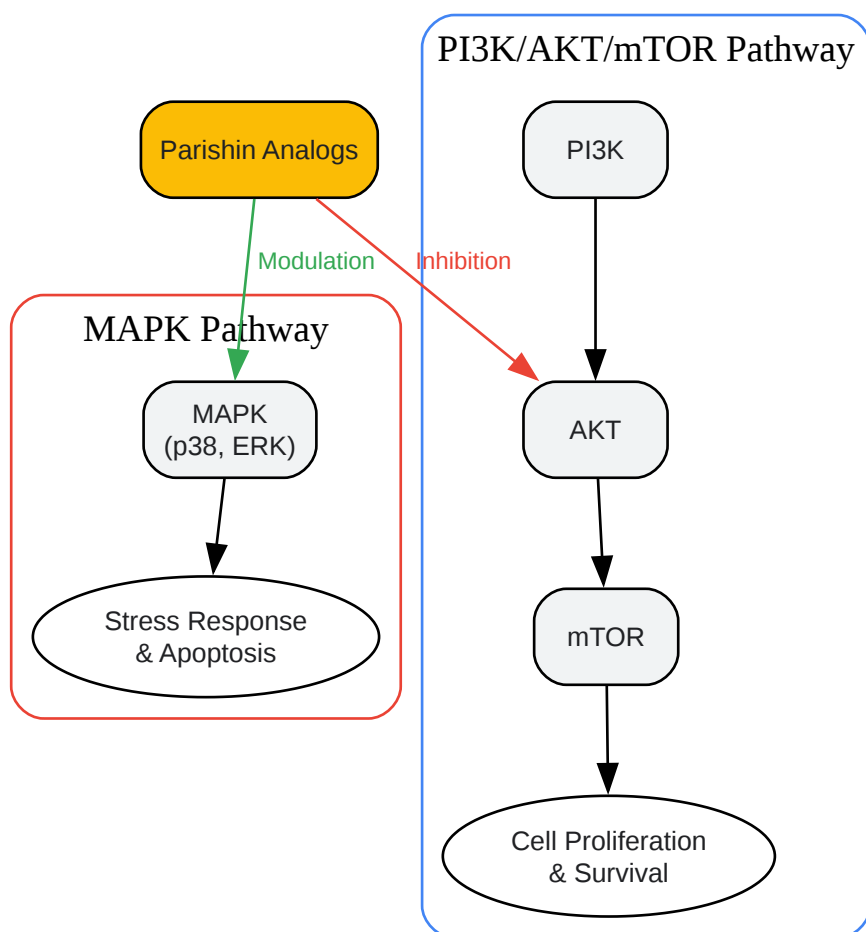 PI3K/AKT/mTOR Pathway
Parishin Analogs
PI3K
Modulation
Inhibition
MAPK Pathway
MAPK
(p38, ERK)
AKT
Stress Response
& Apoptosis
mTOR
Cell Proliferation
& Survival